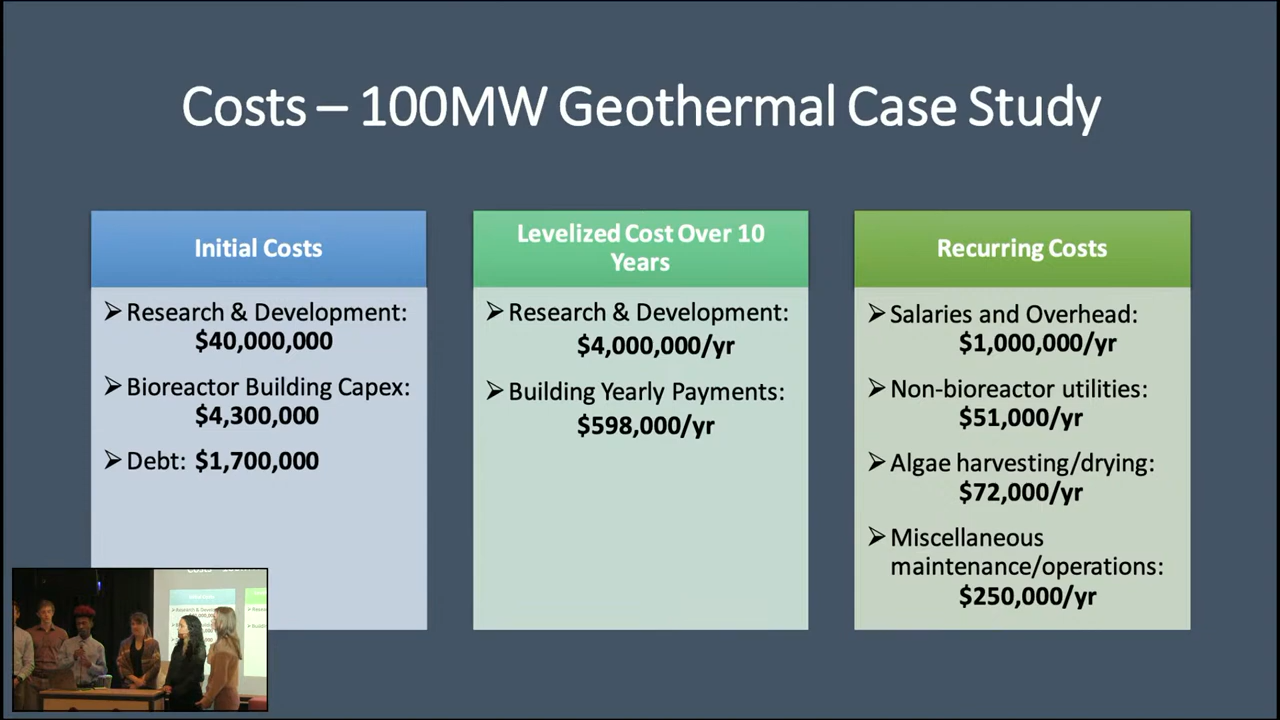 Costs – 100MW Geothermal Case Study
Initial Costs
➢ Research & Development:
$40,000,000
➢ Bioreactor Building Capex:
$4,300,000
➢ Debt: $1,700,000
Levelized Cost Over 10
Years
➢ Research & Development:
$4,000,000/yr
➢ Building Yearly Payments:
$598,000/yr
Recurring Costs
➢ Salaries and Overhead:
$1,000,000/yr
➢ Non-bioreactor utilities:
$51,000/yr
➢ Algae harvesting/drying:
$72,000/yr
➢ Miscellaneous
maintenance/operations:
$250,000/yr